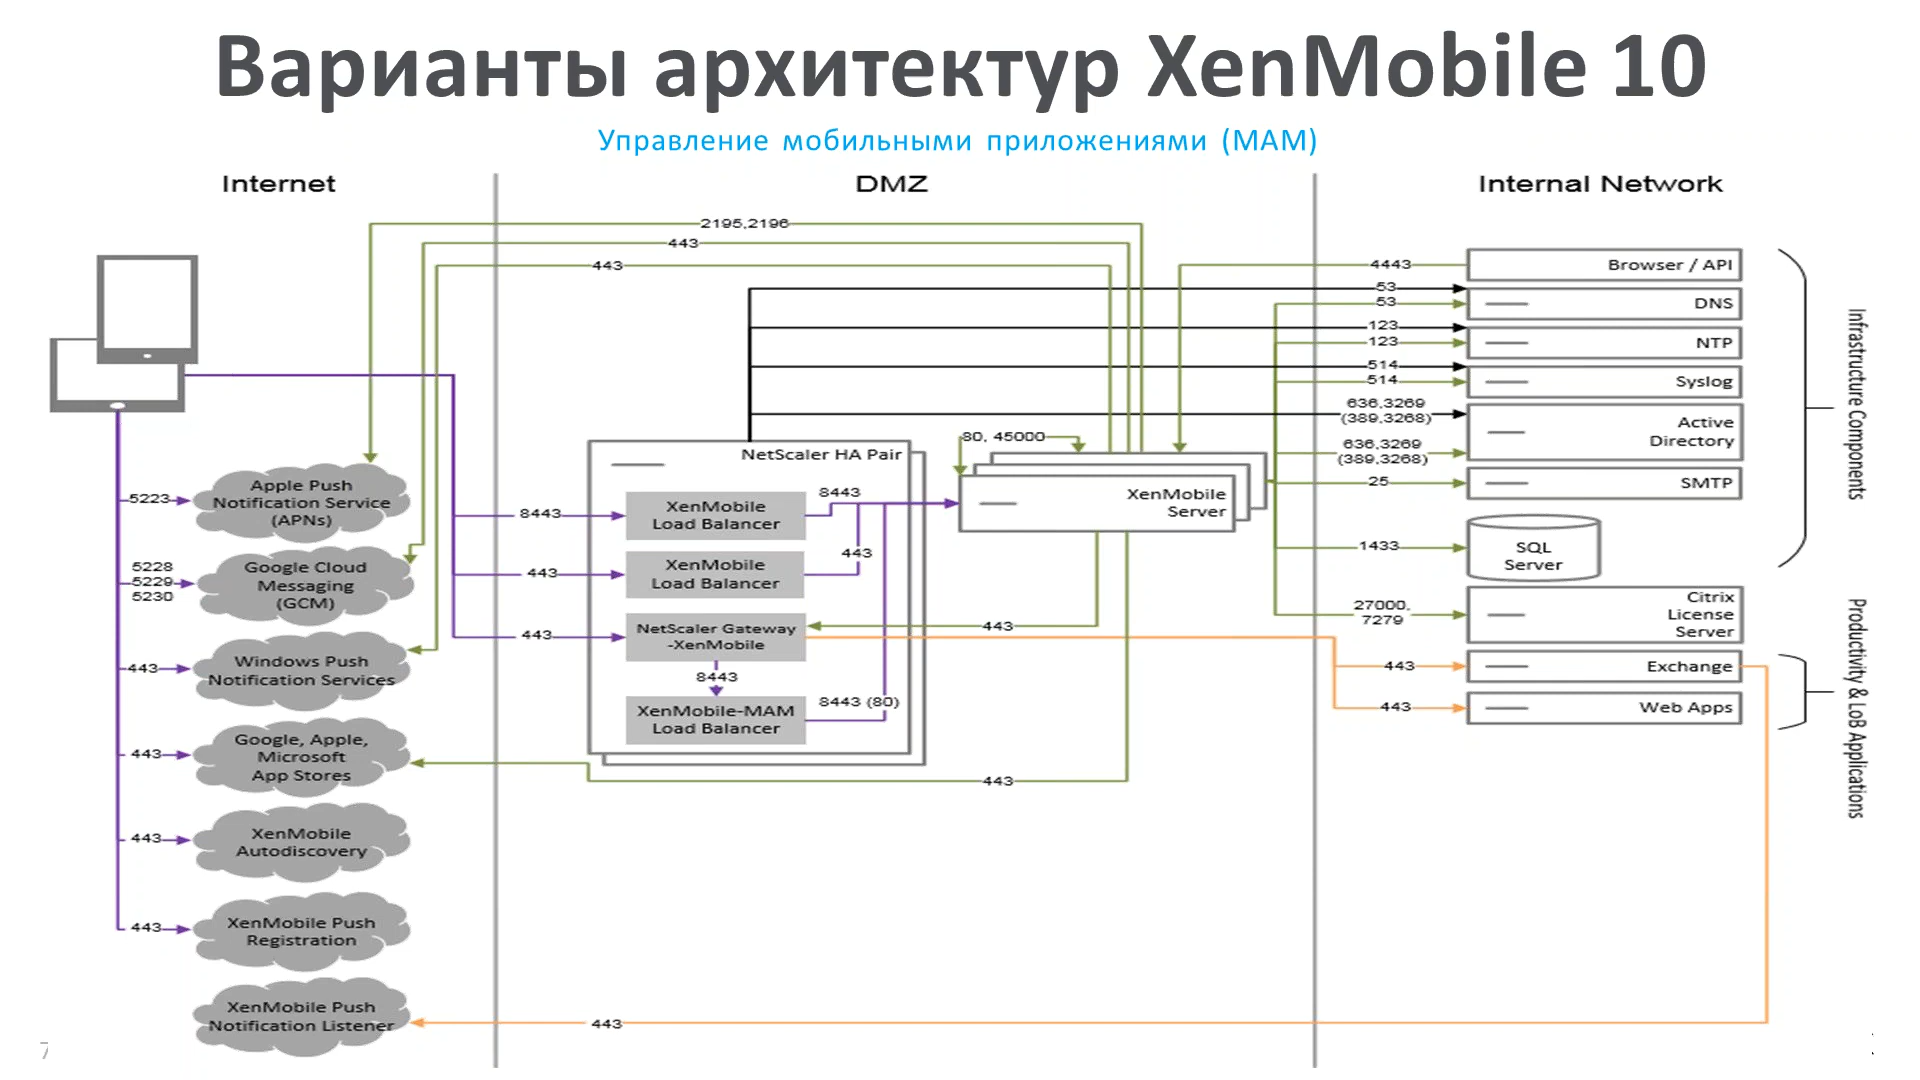 Варианты архитектур XenMobile 10
Управление мобильными приложениями (MAM)
Internet
DMZ
Internal Network
2195,2196
443
443
4443
Browser / API
53
53
DNS
123
123
NTP
514
514
Syslog
636,3269
(389,3268)
636,3269
(389,3268)
Active
Directory
25
SMTP
1433
SQL
Server
27000,
7279
Citrix
License
Server
443
Exchange
443
Web Apps
Infrastructure Components
Productivity & LoB Applications
80, 45000
XenMobile
Server
NetScaler HA Pair
8443
XenMobile
Load Balancer
8443
443
XenMobile
Load Balancer
443
443
NetScaler Gateway
-XenMobile
443
8443
XenMobile-MAM
Load Balancer
8443 (80)
443
5223
Apple Push
Notification Service
(APNs)
5228
5229
5230
Google Cloud
Messaging
(GCM)
443
Windows Push
Notification Services
443
Google, Apple,
Microsoft
App Stores
443
XenMobile
Autodiscovery
443
XenMobile Push
Registration
XenMobile Push
Notification Listener
443
7